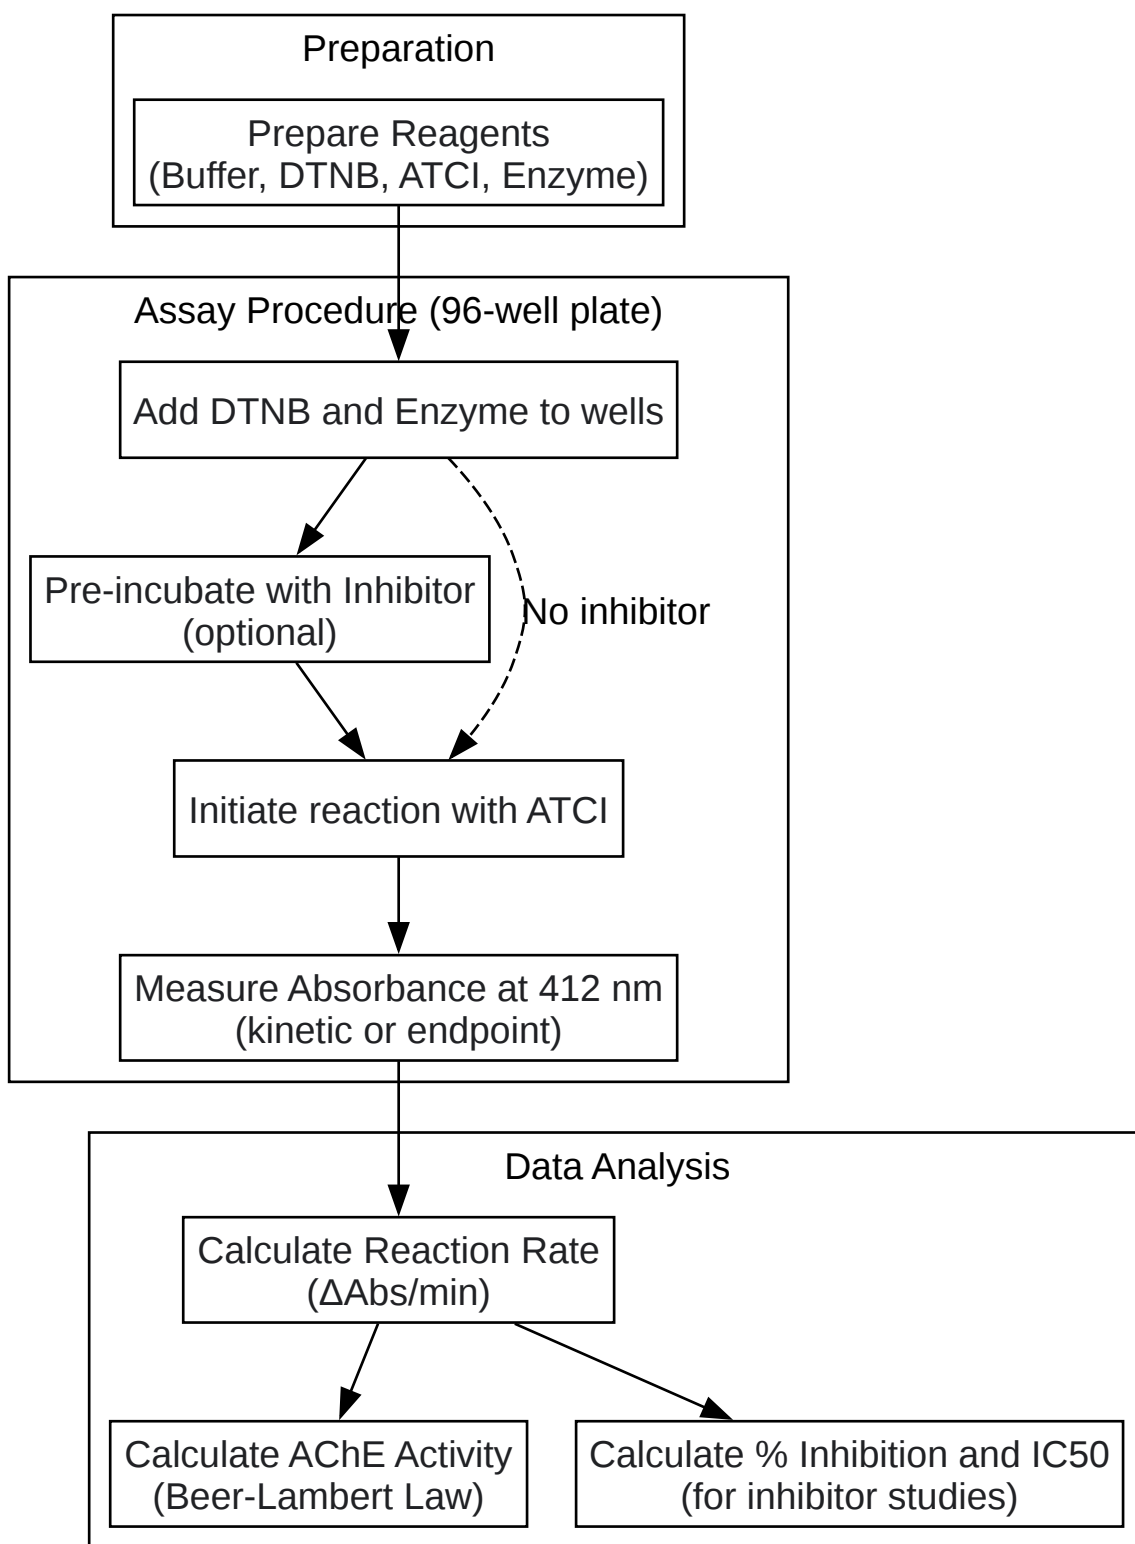 Preparation
Prepare Reagents
(Buffer, DTNB, ATCI, Enzyme)
Assay Procedure (96-well plate)
Add DTNB and Enzyme to wells
Pre-incubate with Inhibitor
(optional)
No inhibitor
Initiate reaction with ATCI
Measure Absorbance at 412 nm
(kinetic or endpoint)
Data Analysis
Calculate Reaction Rate
(ΔAbs/min)
Calculate AChE Activity
(Beer-Lambert Law)
Calculate % Inhibition and IC50
(for inhibitor studies)